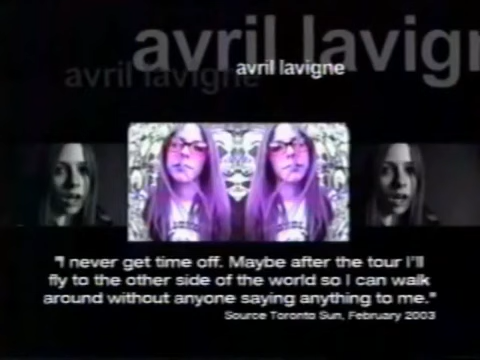 avril lavign
avril lavigne
avril lavigne
"I never get time off. Maybe after the tour I'll
fly to the other side of the world so I can walk
around without anyone saying anything to me."
Source Toronto Sun, February 2003